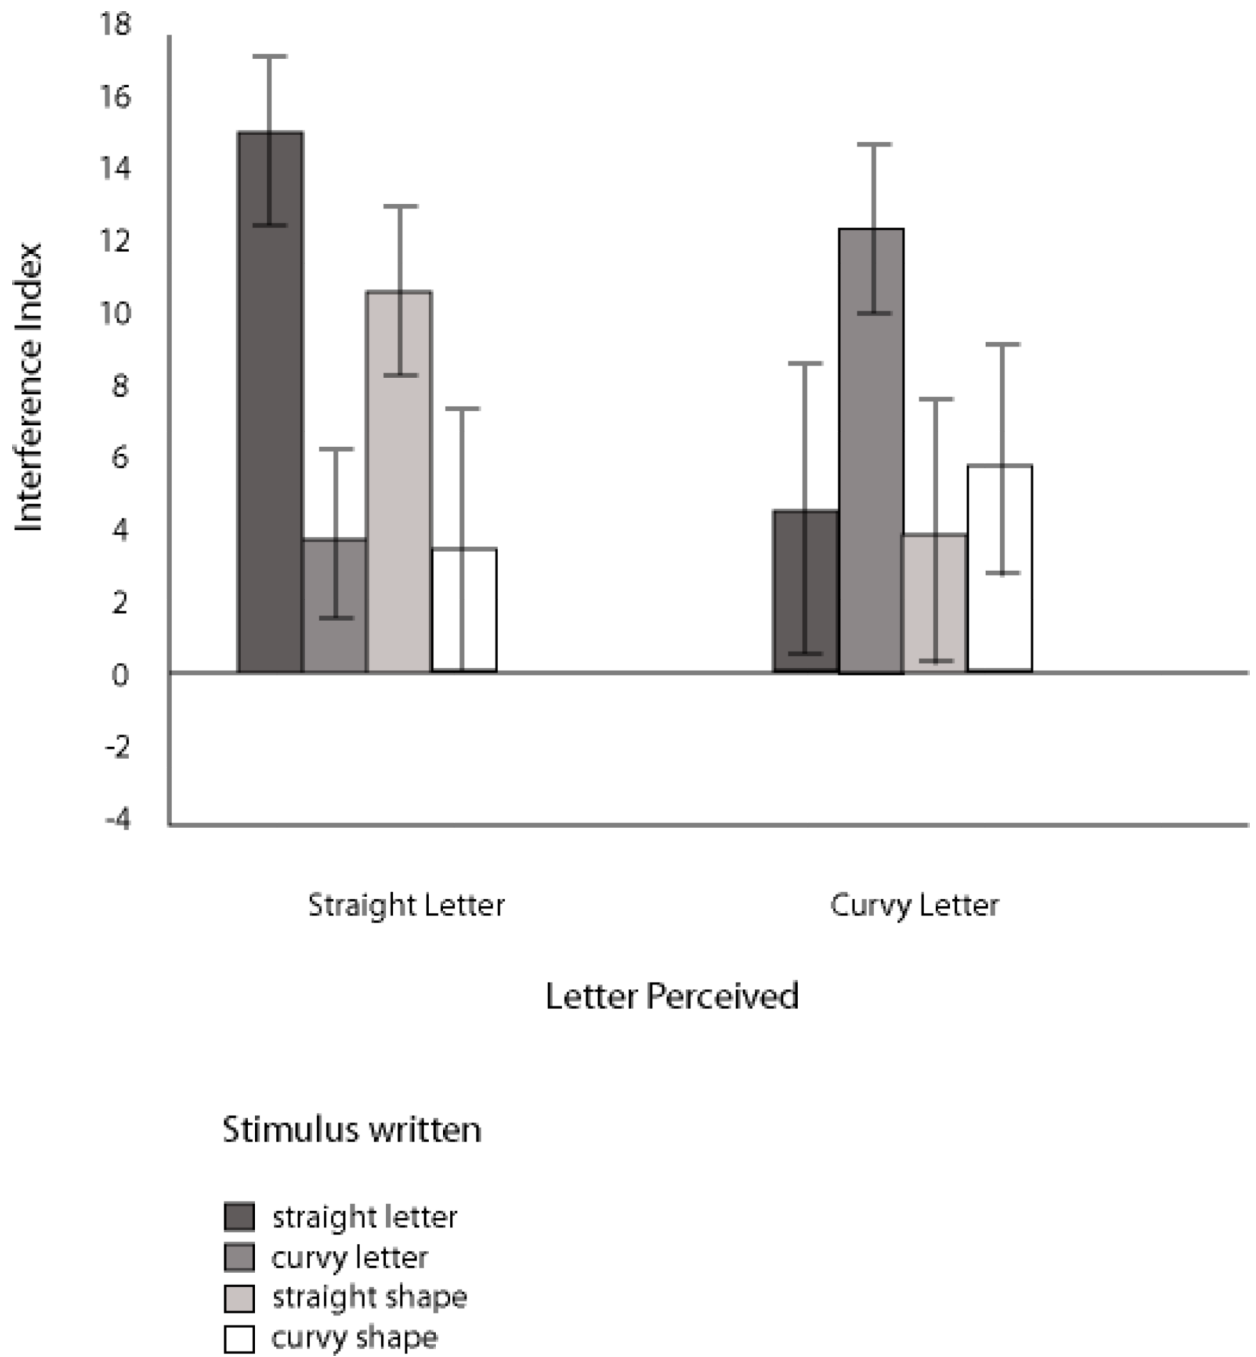 18
16
14
12
10
8
6
4
2
0
-2
-4
Interference Index
Straight Letter
Curvy Letter
Letter Perceived
Stimulus written
straight letter
curvy letter
straight shape
curvy shape